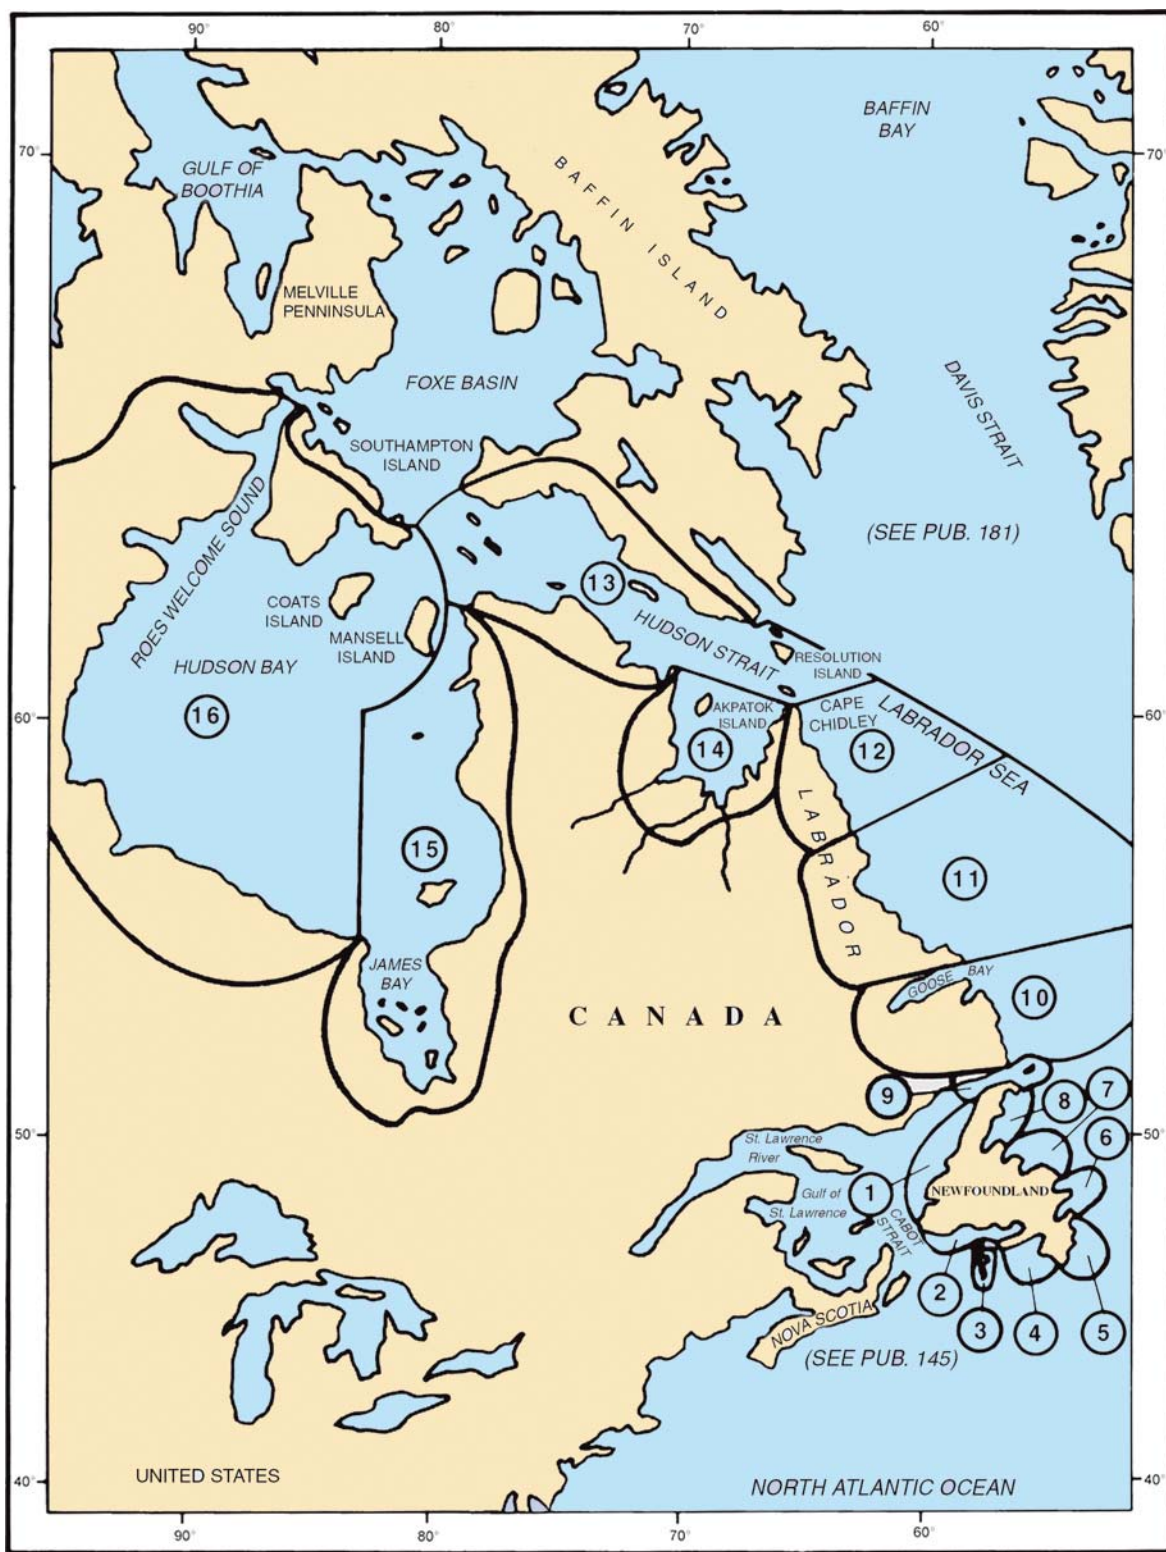 90°
80°
70°
60°
BAFFIN
BAY
70°
70°
GULF OF
BOOTHIA
BAFFIN ISLAND
MELVILLE
PENNINSULA
FOXE BASIN
DAVIS STRAIT
SOUTHAMPTON
ISLAND
ROES WELCOME SOUND
(SEE PUB. 181)
13
COATS
ISLAND
MANSELL
ISLAND
HUDSON STRAIT
RESOLUTION
ISLAND
HUDSON BAY
60°
16
AKPATOK
ISLAND
14
CAPE
CHIDLEY
12
LABRADOR SEA
60°
LABRADOR
15
11
JAMES
BAY
GOOSE BAY
10
CANADA
9
8
7
6
50°
50°
St. Lawrence
River
Gulf of
St. Lawrence
1
NEWFOUNDLAND
CABOT
STRAIT
2
3
4
5
NOVA SCOTIA
(SEE PUB. 145)
UNITED STATES
40°
40°
NORTH ATLANTIC OCEAN
90°
80°
70°
60°